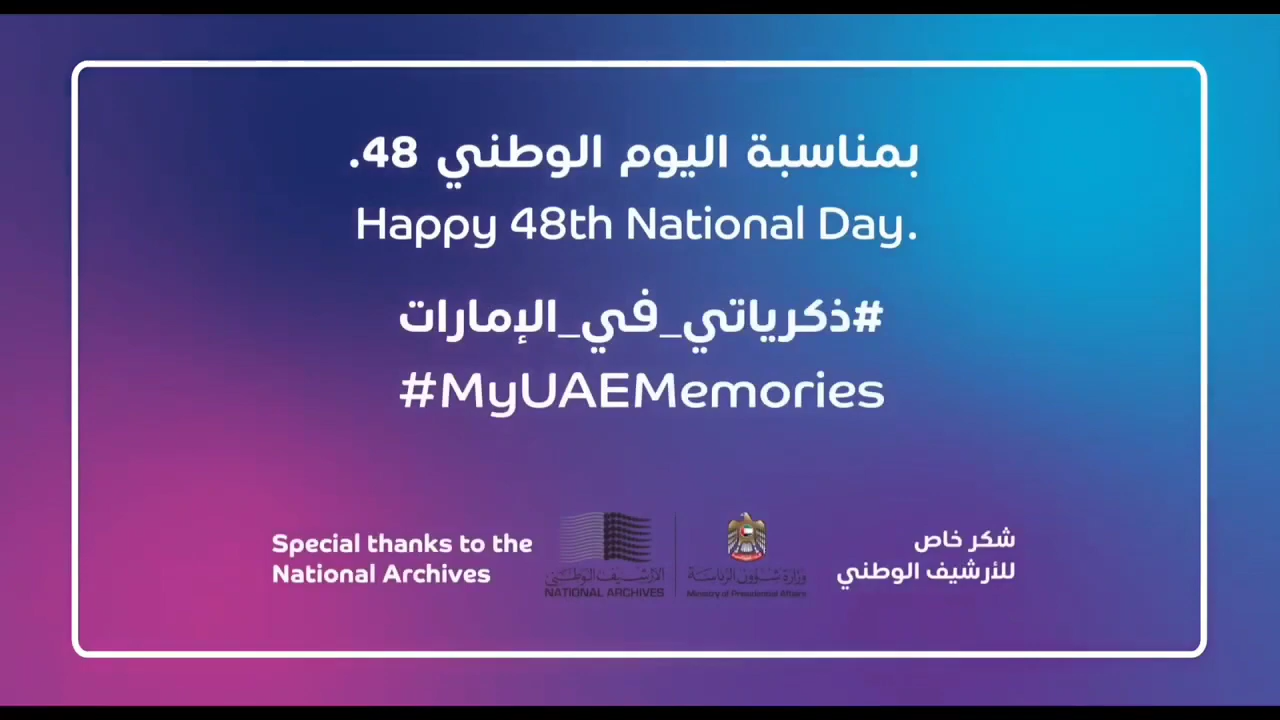 بمناسبة اليوم الوطني 48.
Happy 48th National Day.
#ذكرياتي_في_الإمارات
#MyUAEMemories
Special thanks to the
National Archives
الأرشيف الوطني
NATIONAL ARCHIVES
وزارة شؤون الرئاسة
Ministry of Presidential Affairs
شكر خاص
للأرشيف الوطني